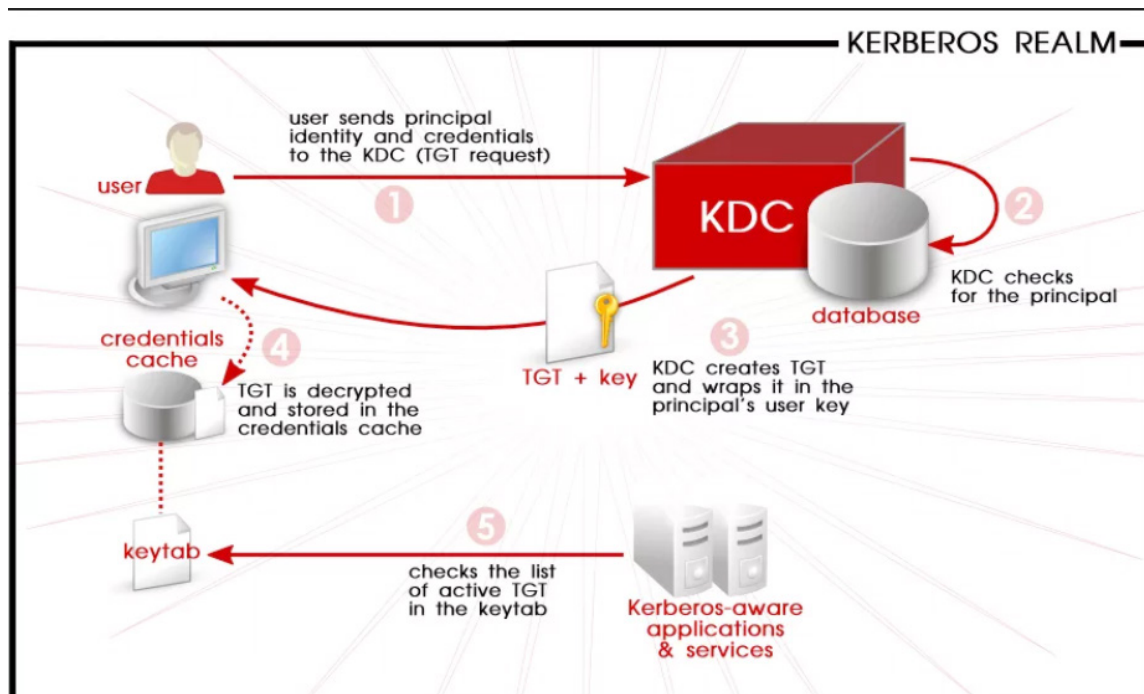 KERBEROS REALM
user sends principal
identity and credentials
to the KDC (TGT request)
user
1
KDC
2
KDC checks
for the principal
database
3
TGT + key
KDC creates TGT
and wraps it in the
principal's user key
credentials
cache
4
TGT is decrypted
and stored in the
credentials cache
keytab
5
checks the list
of active TGT
in the keytab
Kerberos-aware
applications
& services